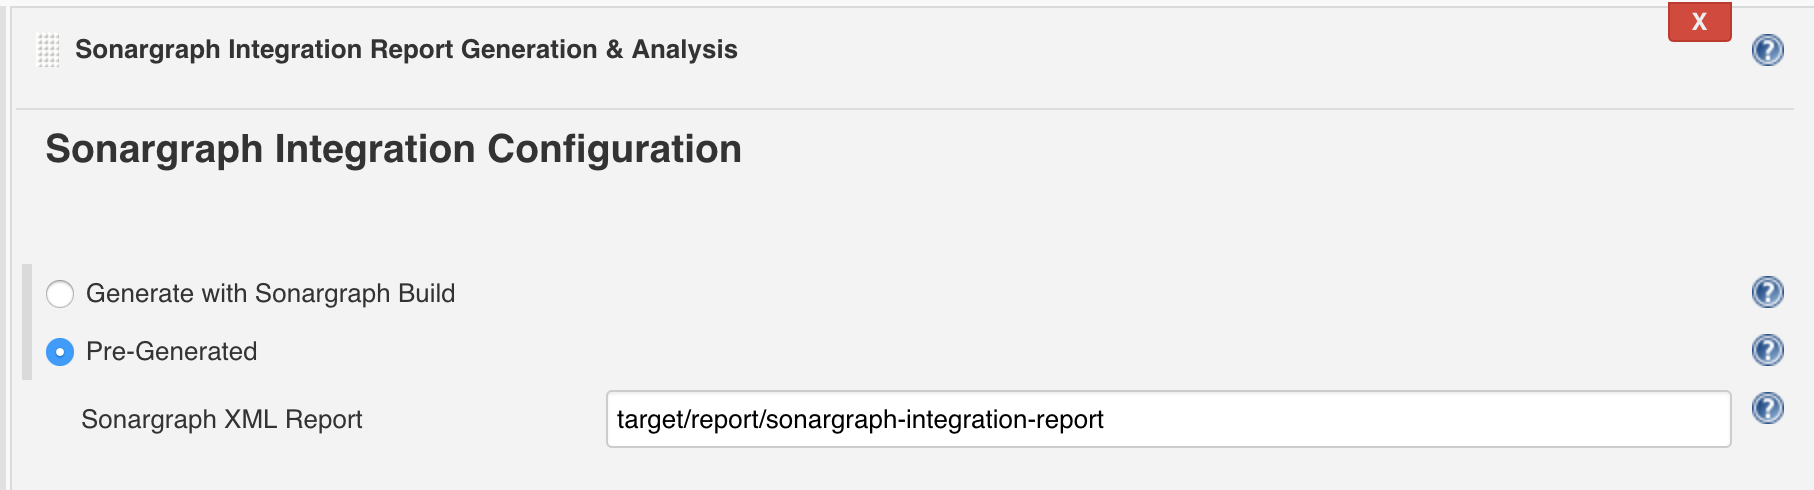 X
Sonargraph Integration Report Generation & Analysis
?
Sonargraph Integration Configuration
Generate with Sonargraph Build
?
Pre-Generated
?
Sonargraph XML Report
target/report/sonargraph-integration-report
?